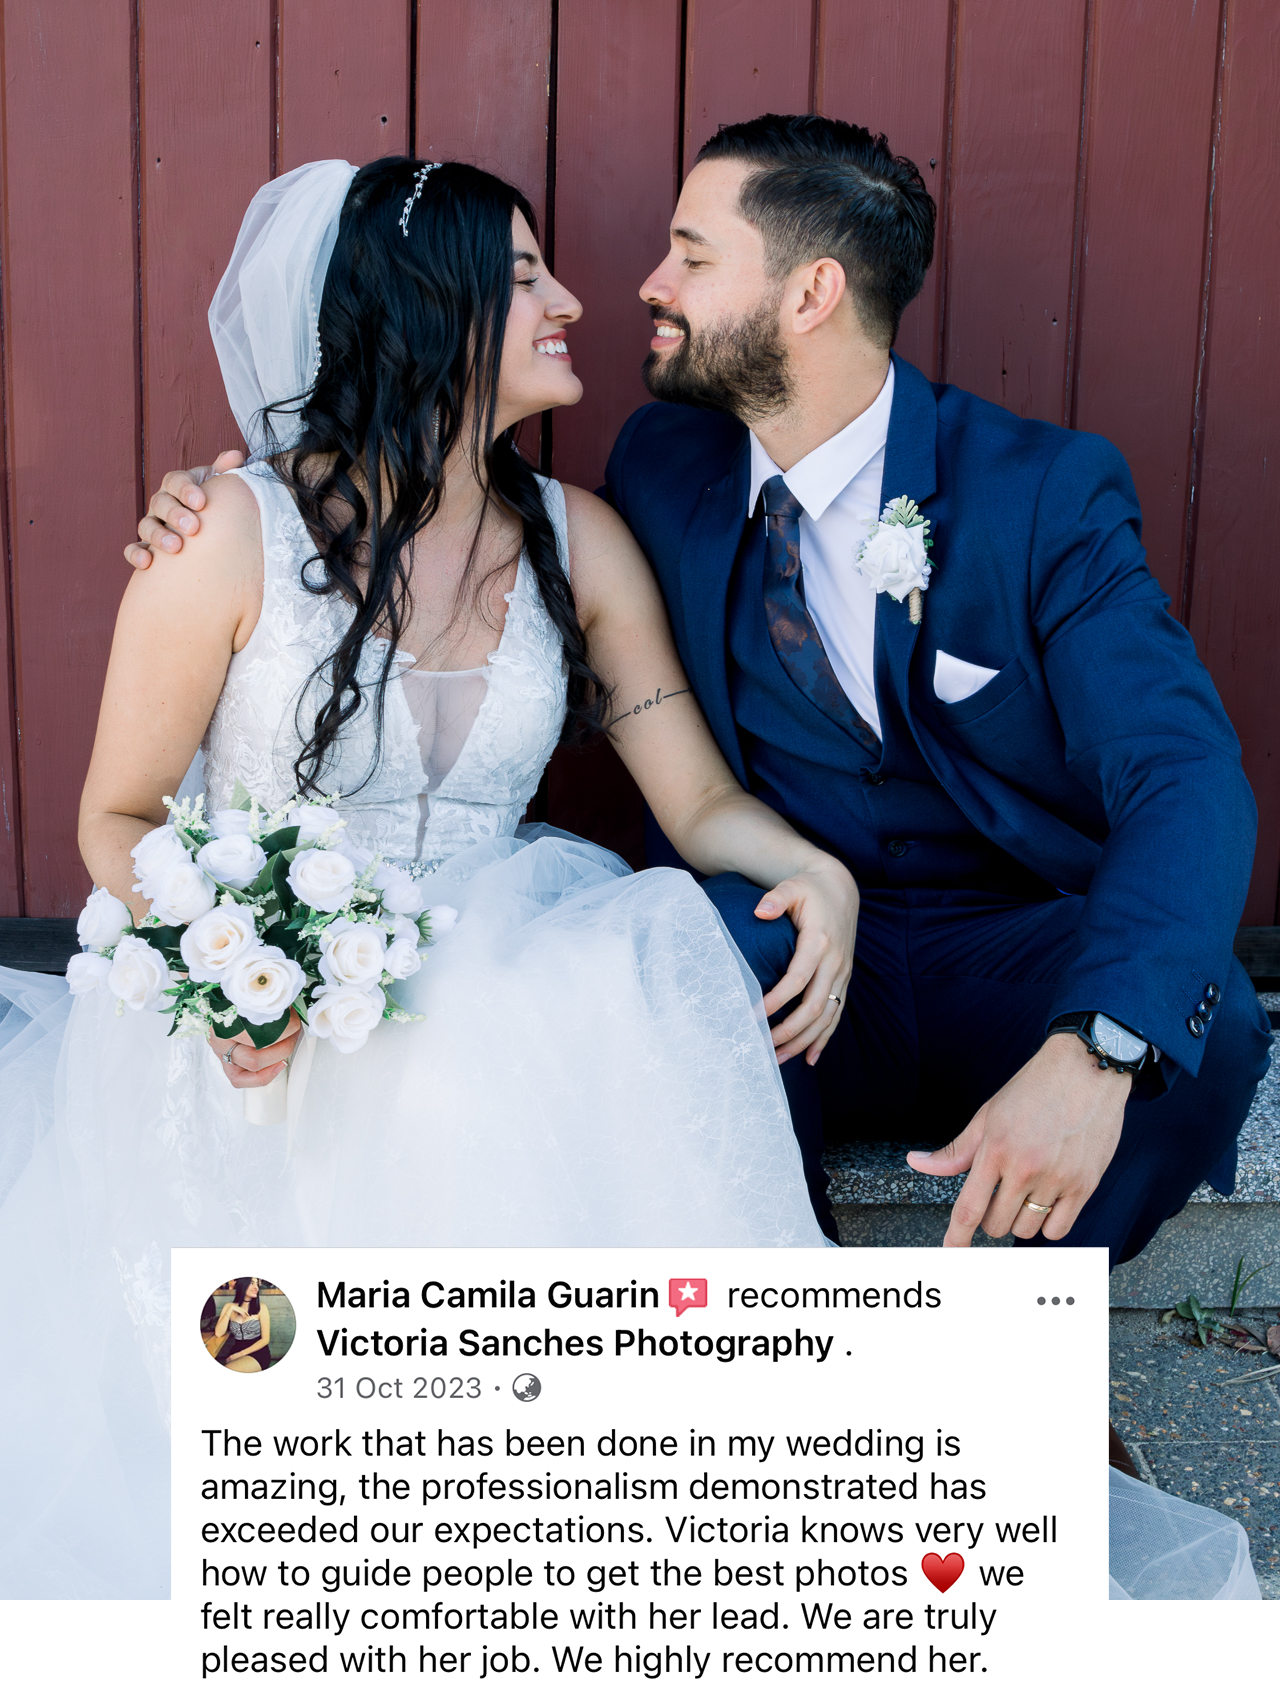 col
Maria Camila Guarin recommends
Victoria Sanches Photography .
31 Oct 2023 ·
The work that has been done in my wedding is
amazing, the professionalism demonstrated has
exceeded our expectations. Victoria knows very well
how to guide people to get the best photos ♥️ we
felt really comfortable with her lead. We are truly
pleased with her job. We highly recommend her.